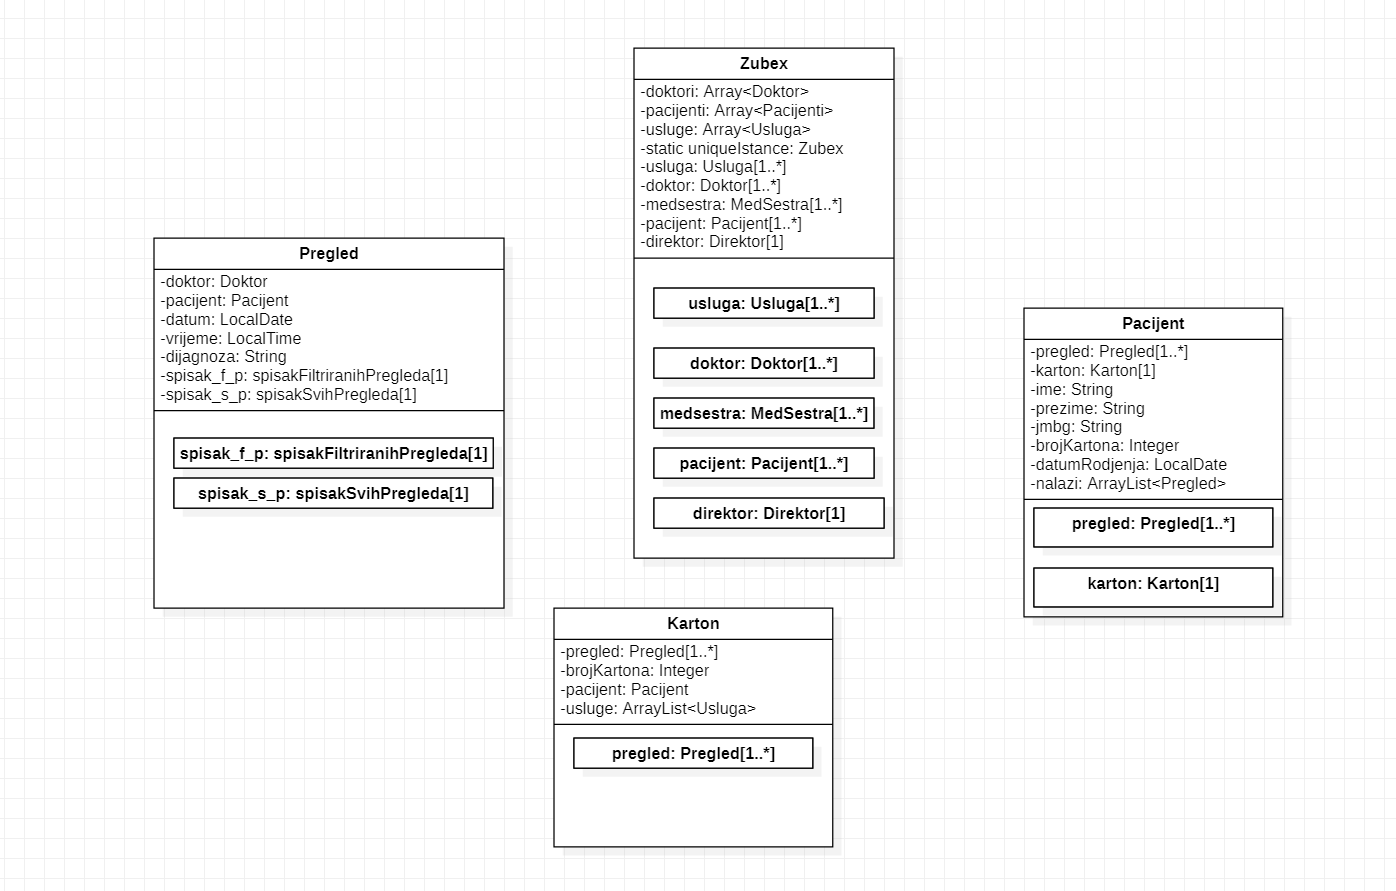 Zubex
-doktori: Array<Doktor>
-pacijenti: Array<Pacijenti>
-usluge: Array<Usluga>
-static uniqueIstance: Zubex
-usluga: Usluga[1..*]
-doktor: Doktor[1..*]
-medsestra: MedSestra[1..*]
-pacijent: Pacijent[1..*]
-direktor: Direktor[1]
usluga: Usluga[1..*]
doktor: Doktor[1..*]
medsestra: MedSestra[1..*]
pacijent: Pacijent[1..*]
direktor: Direktor[1]
Pregled
-doktor: Doktor
-pacijent: Pacijent
-datum: LocalDate
-vrijeme: LocalTime
-dijagnoza: String
-spisak_f_p: spisakFiltriranihPregleda[1]
-spisak_s_p: spisakSvihPregleda[1]
spisak_f_p: spisakFiltriranihPregleda[1]
spisak_s_p: spisakSvihPregleda[1]
Pacijent
-pregled: Pregled[1..*]
-karton: Karton[1]
-ime: String
-prezime: String
-jmbg: String
-brojKartona: Integer
-datumRodjenja: LocalDate
-nalazi: ArrayList<Pregled>
pregled: Pregled[1..*]
karton: Karton[1]
Karton
-pregled: Pregled[1..*]
-brojKartona: Integer
-pacijent: Pacijent
-usluge: ArrayList<Usluga>
pregled: Pregled[1..*]